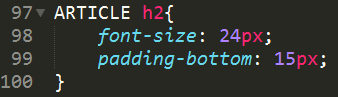 97 ARTICLE h2{
98 font-size: 24px;
99 padding-bottom: 15px;
100 }